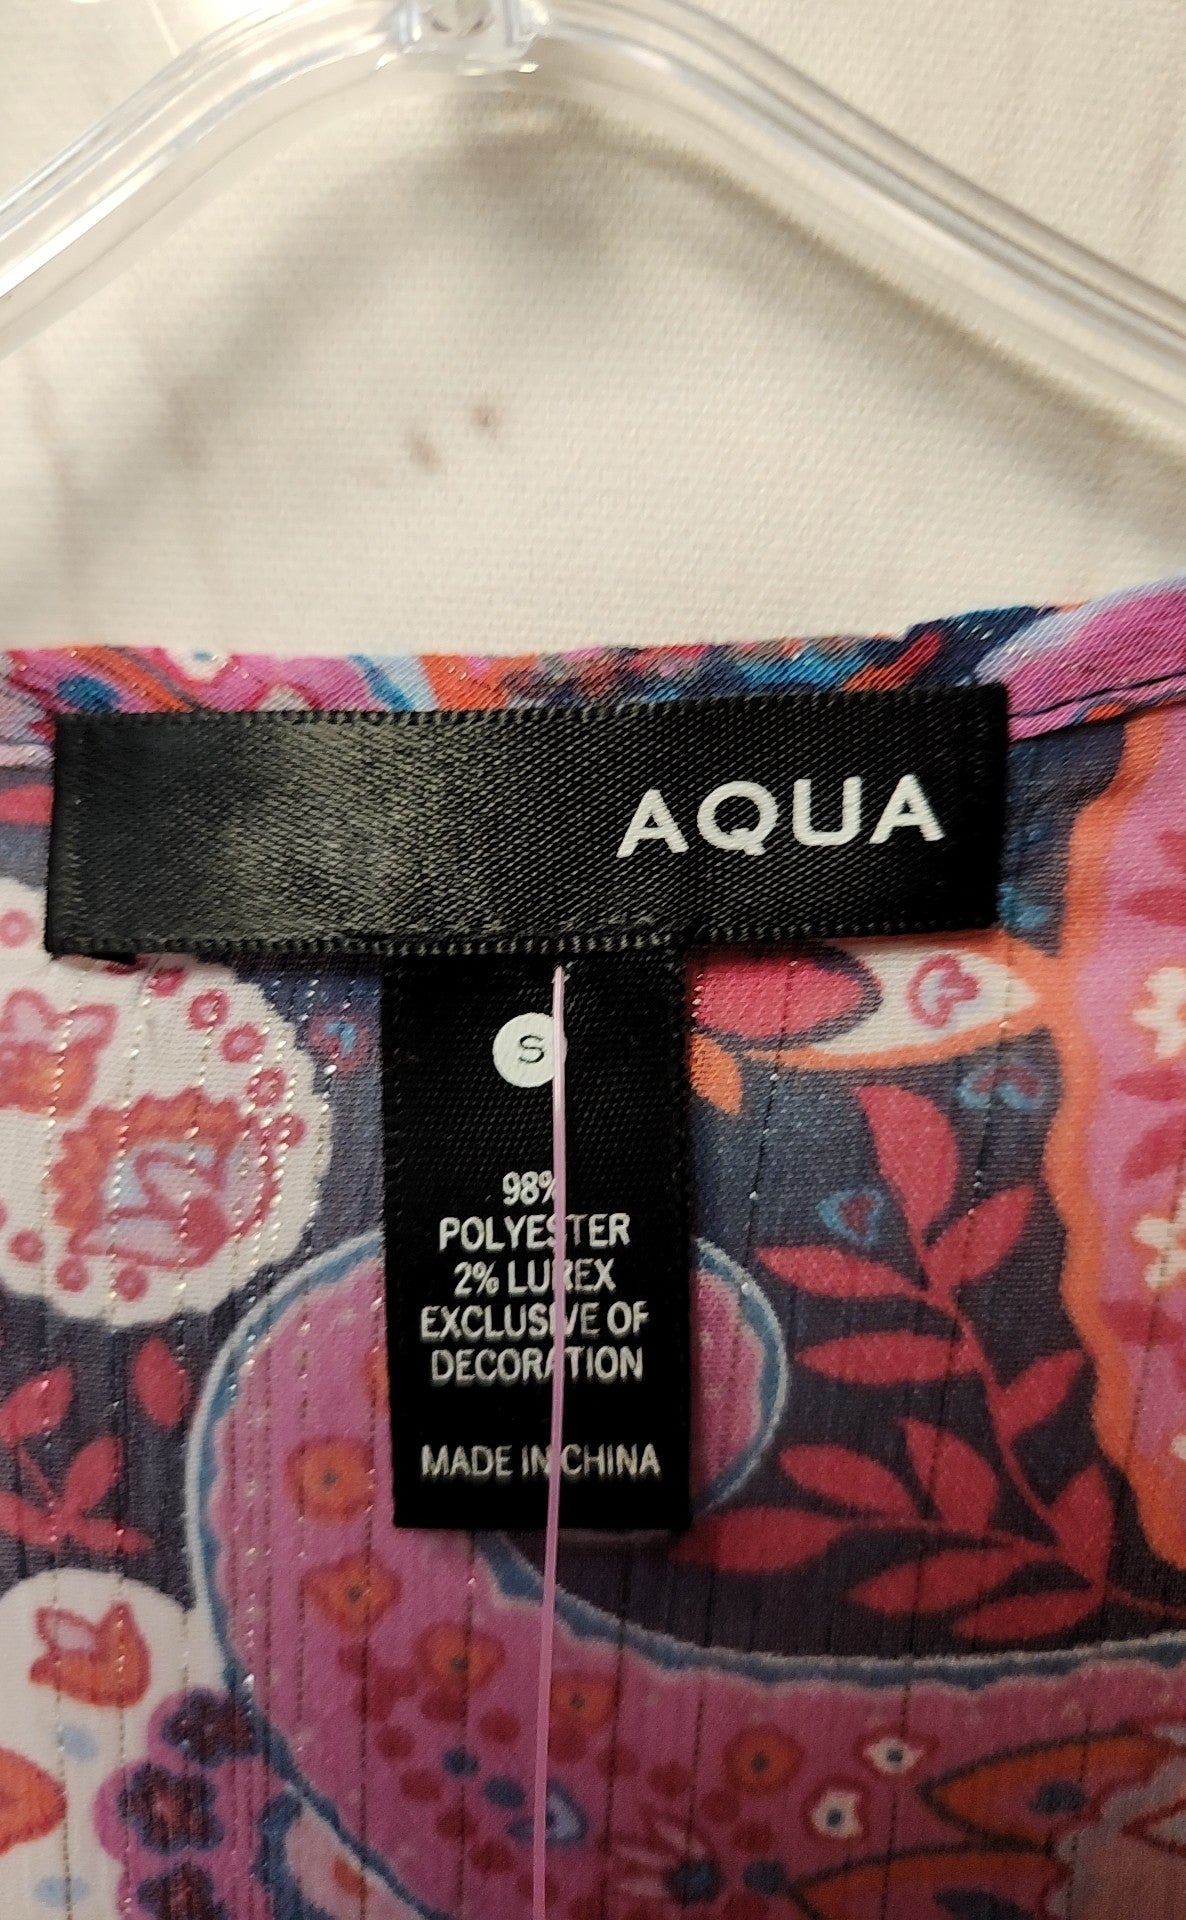 AQUA
S
98%
POLYESTER
2% LUREX
EXCLUSIVE OF
DECORATION
MADE IN CHINA